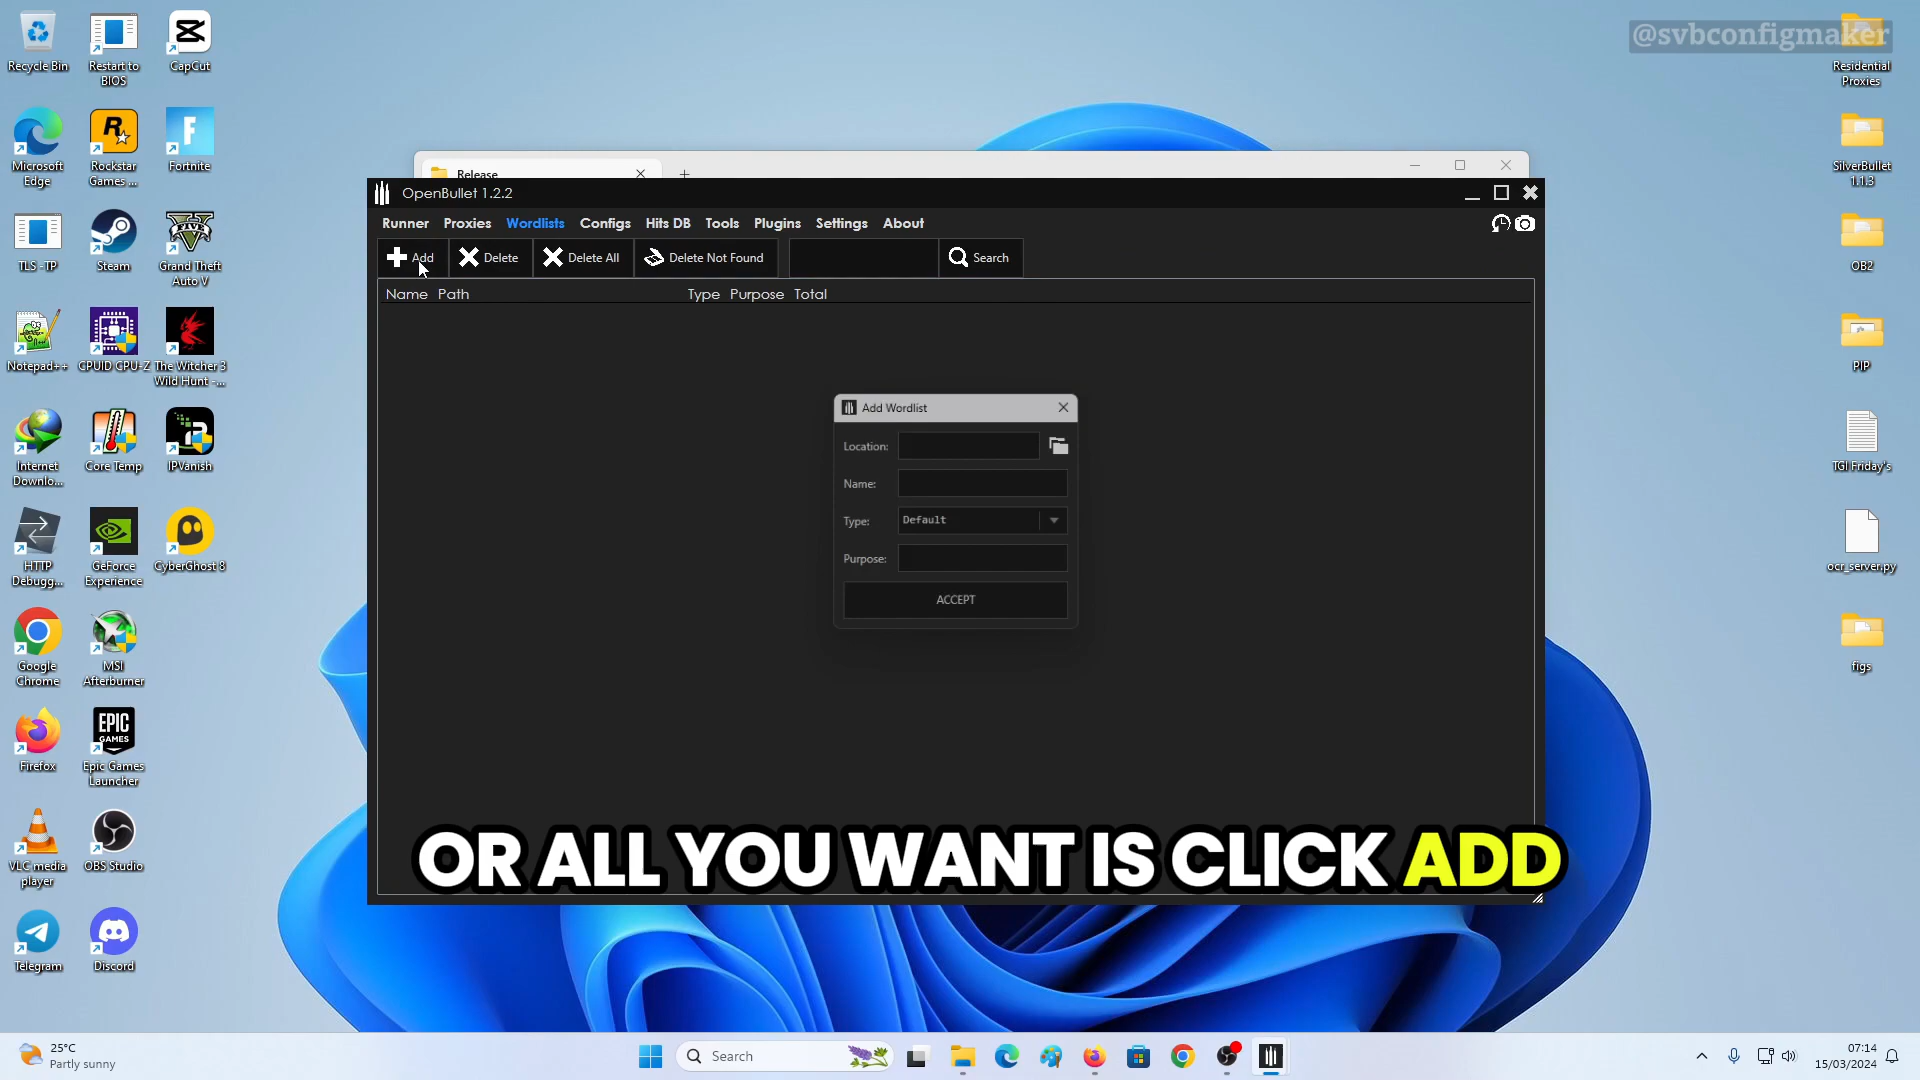 @svbconfigmaker
Recycle Bin
Restart to
BIOS
CapCut
Residential
Proxies
Microsoft
Edge
Rockstar
Games ...
Fortnite
SilverBullet
1.1.3
TLS -TP
Steam
Grand Theft
Auto V
OB2
Notepad++
CPUID CPU-Z
The Witcher 3
Wild Hunt -...
PIP
Internet
Downlo...
Core Temp
IPVanish
TGI Friday's
HTTP
Debugg...
GeForce
Experience
CyberGhost 8
ocr_server.py
Google
Chrome
MSI
Afterburner
figs
Firefox
EPIC
GAMES
Epic Games
Launcher
VLC media
player
OBS Studio
Telegram
Discord
Release
OpenBullet 1.2.2
Runner Proxies Wordlists Configs Hits DB Tools Plugins Settings About
Add Delete Delete All Delete Not Found Search
Name Path Type Purpose Total
Add Wordlist
Location:
Name:
Type: Default
Purpose:
ACCEPT
OR ALL YOU WANT IS CLICK ADD
25°C
Partly sunny
Search
07:14
15/03/2024